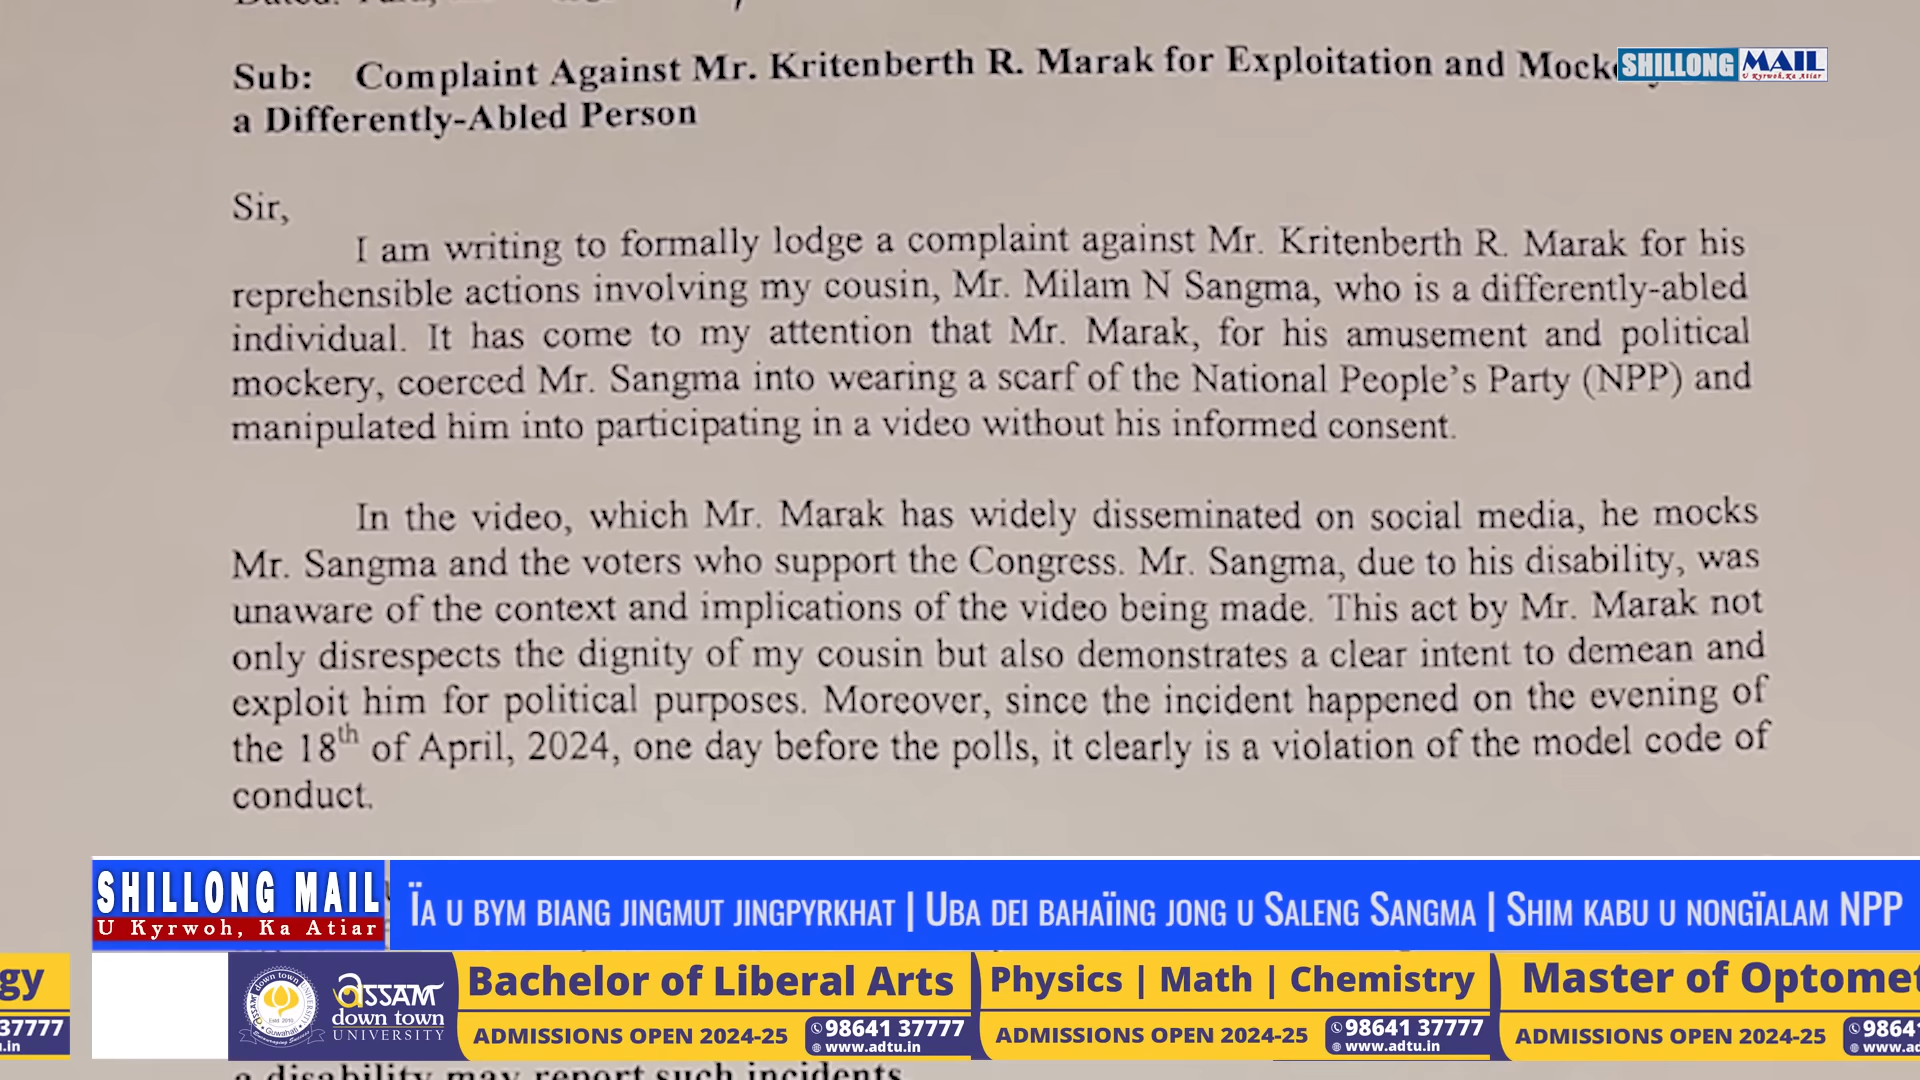 Sub: Complaint Against Mr. Kritenberth R. Marak for Exploitation and
SHILLONG MAIL
U Kyrwoh, Ka Atiar
a Differently-Abled Person
Sir,
I am writing to formally lodge a complaint against Mr. Kritenberth R. Marak for his
reprehensible actions involving my cousin, Mr. Milam N Sangma, who is a differently-abled
individual. It has come to my attention that Mr. Marak, for his amusement and political
mockery, coerced Mr. Sangma into wearing a scarf of the National People's Party (NPP) and
manipulated him into participating in a video without his informed consent.
In the video, which Mr. Marak has widely disseminated on social media, he mocks
Mr. Sangma and the voters who support the Congress. Mr. Sangma, due to his disability, was
unaware of the context and implications of the video being made. This act by Mr. Marak not
only disrespects the dignity of my cousin but also demonstrates a clear intent to demean and
exploit him for political purposes. Moreover, since the incident happened on the evening of
the 18th of April, 2024, one day before the polls, it clearly is a violation of the model code of
conduct.
SHILLONG MAIL
U Kyrwoh, Ka Atiar
ÏA U BYM BIANG JINGMUT JINGPYRKHAT | UBA DEI BAHAÏING JONG U SALENG SANGMA | SHIM KABU U NONGÏALAM NPP
gy
37777
.in
assam
down town
UNIVERSITY
Bachelor of Liberal Arts
ADMISSIONS OPEN 2024-25
98641 37777
www.adtu.in
Physics | Math | Chemistry
ADMISSIONS OPEN 2024-25
98641 37777
www.adtu.in
Master of Optomet
ADMISSIONS OPEN 2024-25
9864
www.ad
a disability may report such incidents.